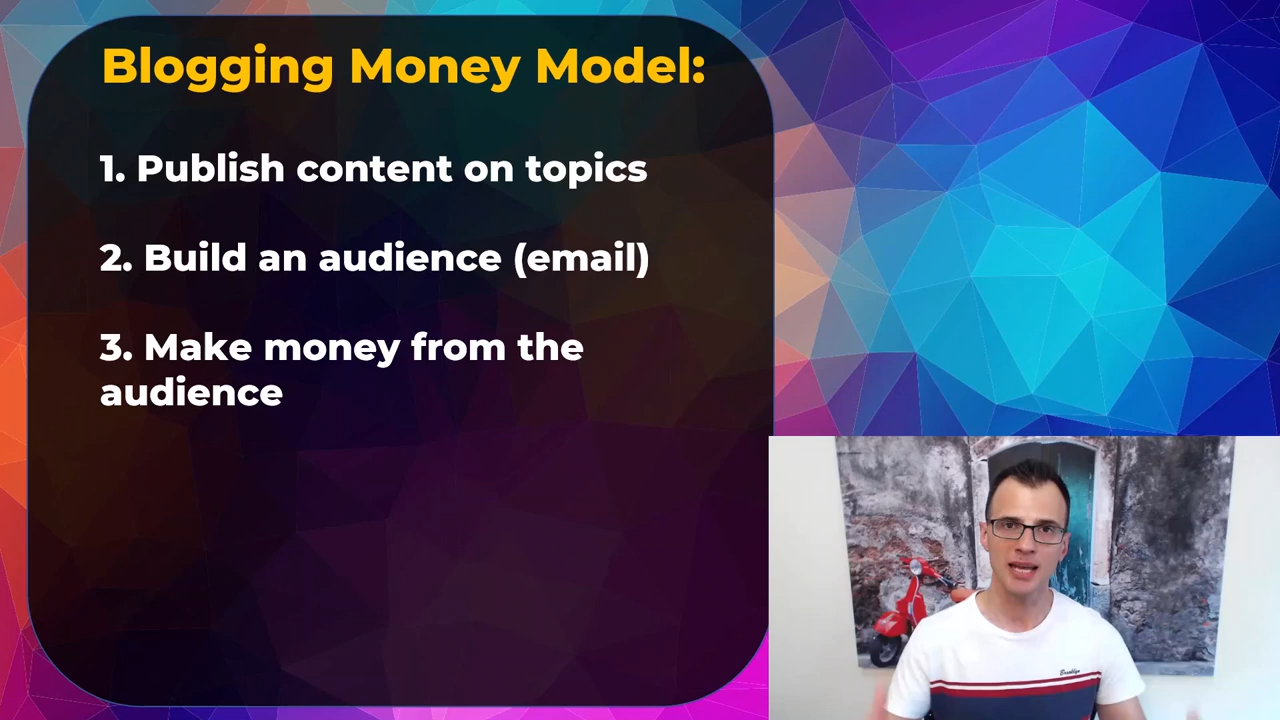 Blogging Money Model:
1. Publish content on topics
2. Build an audience (email)
3. Make money from the
audience
Brooklyn